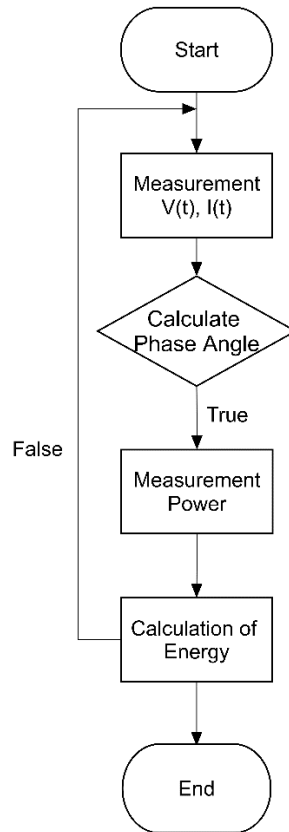 Start
Measurement
V(t), I(t)
Calculate
Phase Angle
True
False
Measurement
Power
Calculation of
Energy
End